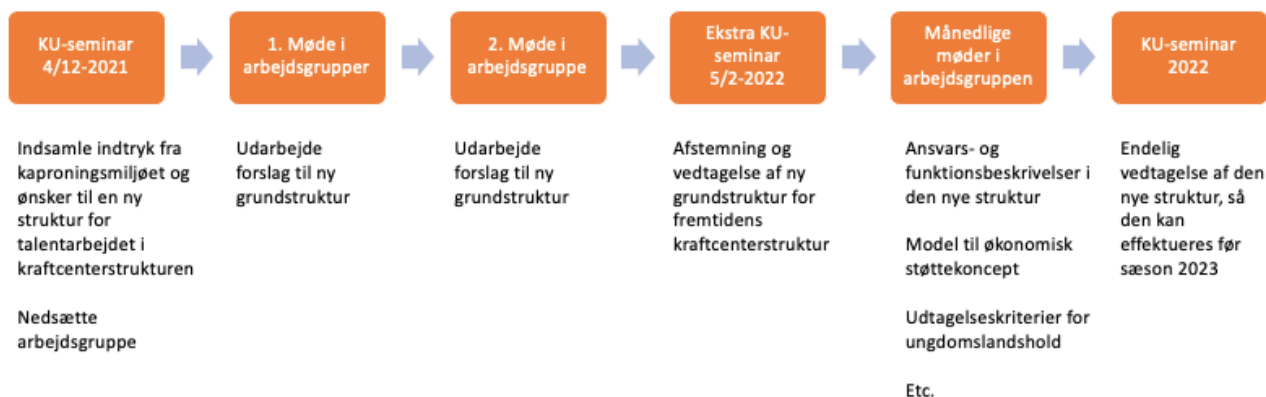 KU-seminar
4/12-2021
1. Møde i
arbejdsgrupper
2. Møde i
arbejdsgruppe
Ekstra KU-
seminar
5/2-2022
Månedlige
møder i
arbejdsgruppen
KU-seminar
2022
Indsamle indtryk fra
kaproningsmiljøet og
ønsker til en ny
struktur for
talentarbejdet i
kraftcenterstrukturen
Nedsætte
arbejdsgruppe
Udarbejde
forslag til ny
grundstruktur
Udarbejde
forslag til ny
grundstruktur
Afstemning og
vedtagelse af ny
grundstruktur for
fremtidens
kraftcenterstruktur
Ansvars- og
funktionsbeskrivelser i
den nye struktur
Model til økonomisk
støttekoncept
Udtagelseskriterier for
ungdomslandshold
Etc.
Endelig
vedtagelse af den
nye struktur, så
den kan
effektueres før
sæson 2023